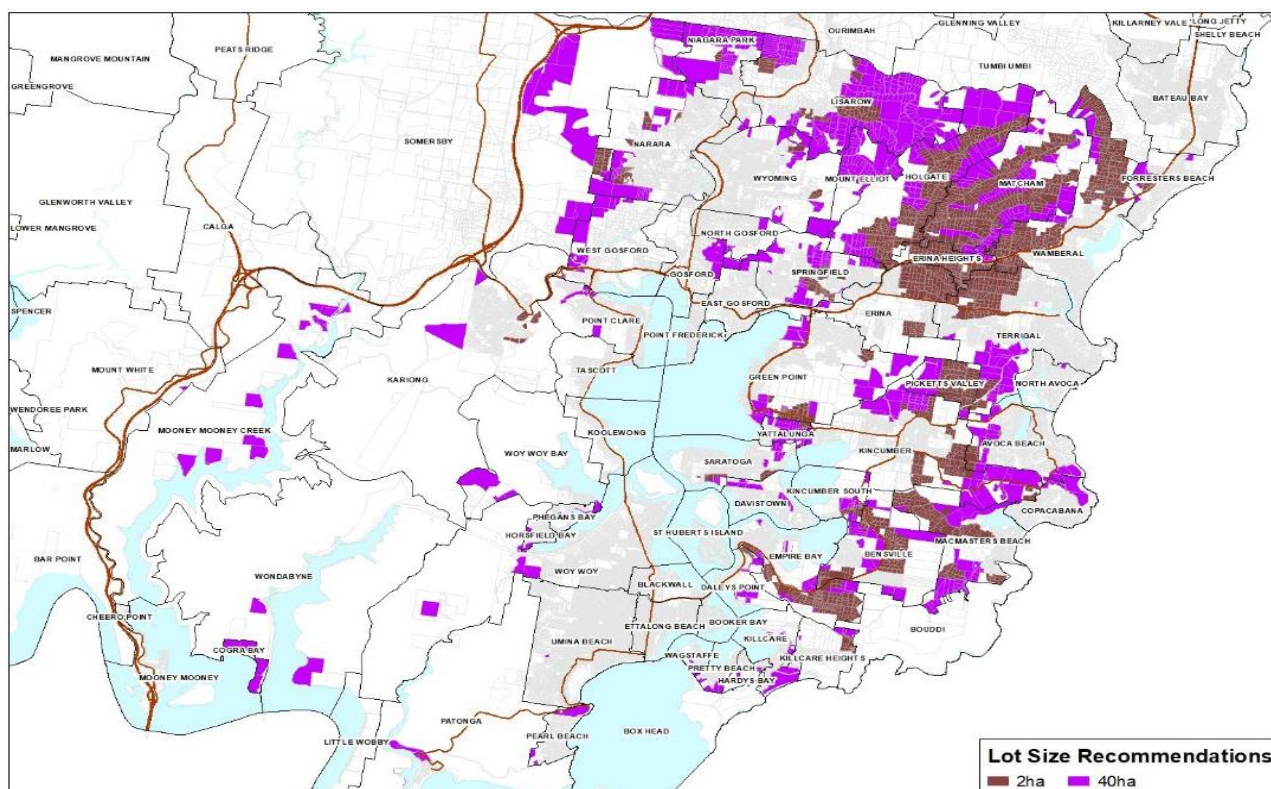 GLENNING VALLEY
KILLARNEY VALE
LONG JETTY
SHELLY BEACH
OURIMBAH
NIAGARA PARK
PEATS RIDGE
MANGROVE MOUNTAIN
TUMBI UMBI
GREENGROVE
BATEAU BAY
LISAROW
SOMERSBY
NARARA
WYOMING
MOUNT ELLIOT
HOLGATE
MATCHAM
FORRESTERS BEACH
GLENWORTH VALLEY
LOWER MANGROVE
CALGA
NORTH GOSFORD
WEST GOSFORD
WAMBERAL
ERINA HEIGHTS
GOSFORD
SPRINGFIELD
EAST GOSFORD
SPENCER
POINT CLARE
ERINA
POINT FREDERICK
TERRIGAL
MOUNT WHITE
TASCOTT
KARIONG
GREEN POINT
PICKETTS VALLEY
NORTH AVOCA
WENDOREE PARK
MOONEY MOONEY CREEK
KOOLEWONG
YATTALUNGA
AVOCA BEACH
MARLOW
WOY WOY BAY
KINCUMBER
SARATOGA
KINCUMBER SOUTH
DAVISTOWN
COPACABANA
PHEGANS BAY
HORSFIELD BAY
ST HUBERTS ISLAND
MACMASTERS BEACH
BAR POINT
EMPIRE BAY
BENSVILLE
WOY WOY
WONDABYNE
BLACKWALL
DALEYS POINT
CHEERO POINT
ETTALONG BEACH
BOOKER BAY
BOUDDI
UMINA BEACH
KILLCARE
COGRA BAY
WAGSTAFFE
KILLCARE HEIGHTS
PRETTY BEACH
MOONEY MOONEY
HARDYS BAY
PATONGA
LITTLE WOBBY
PEARL BEACH
BOX HEAD
Lot Size Recommendations
2ha 40ha